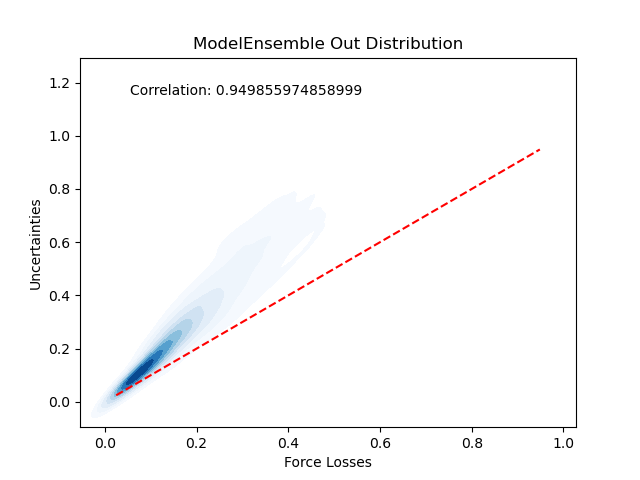 ModelEnsemble Out Distribution
Correlation: 0.949855974858999
Uncertainties
1.2
1.0
0.8
0.6
0.4
0.2
0.0
0.0 0.2 0.4 0.6 0.8 1.0
Force Losses